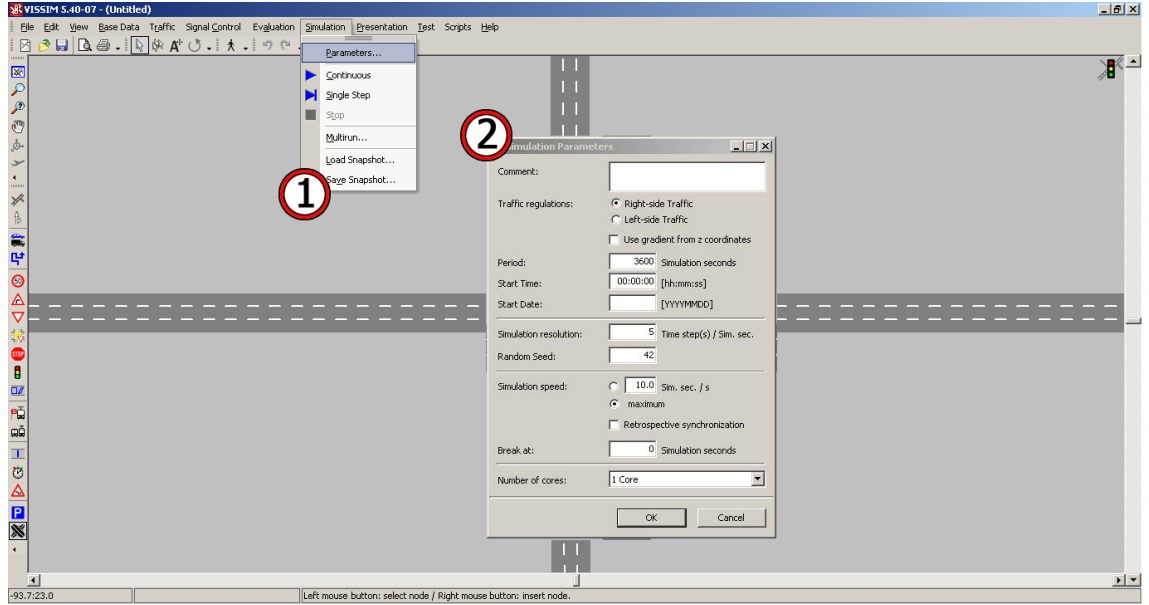 VISSIM 5.40-07 - (Untitled)
File Edit View Base Data Traffic Signal Control Evaluation Simulation Presentation Test Scripts Help
Parameters...
Continuous
Single Step
Stop
Multirun...
Load Snapshot...
Save Snapshot...
1
2
Simulation Parameters
Comment:
Traffic regulations: Right-side Traffic
Left-side Traffic
Use gradient from z coordinates
Period: 3600 Simulation seconds
Start Time: 00:00:00 [hh:mm:ss]
Start Date: [YYYYMMDD]
Simulation resolution: 5 Time step(s) / Sim. sec.
Random Seed: 42
Simulation speed: 10.0 Sim. sec. / s
maximum
Retrospective synchronization
Break at: 0 Simulation seconds
Number of cores: 1 Core
OK Cancel
50
STOP
P
-93.7:23.0 Left mouse button: select node / Right mouse button: insert node.